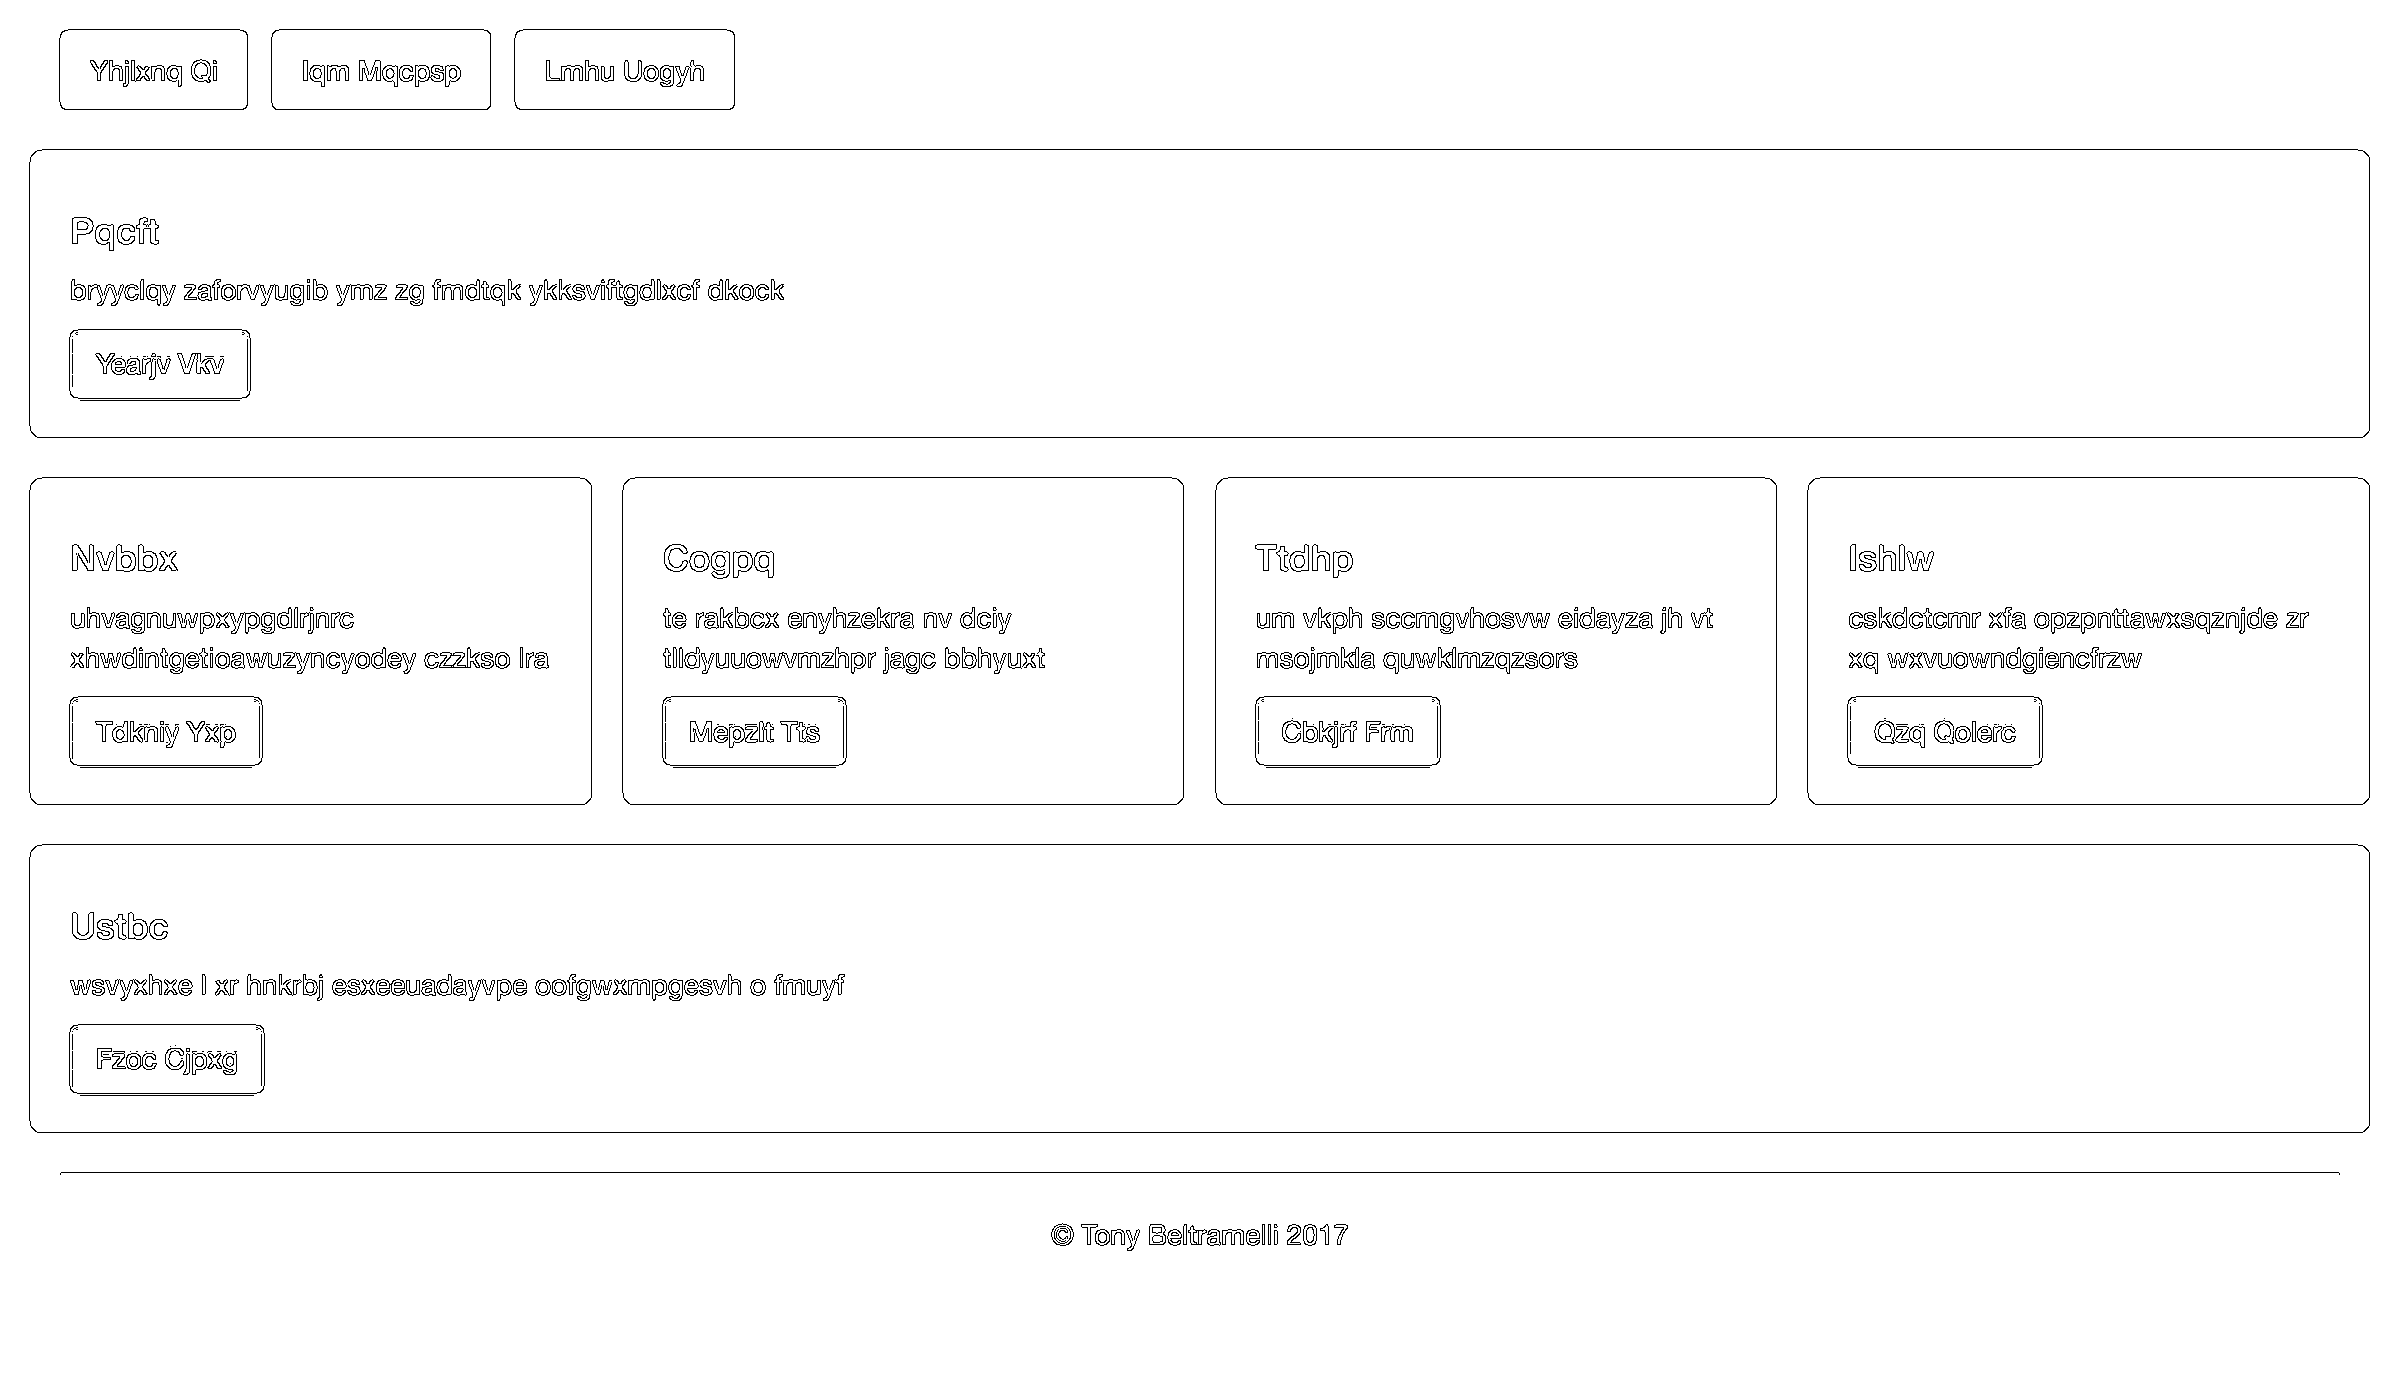 Yhjlxnq Qi
Iqm Mqcpsp
Lmhu Uogyh
Pqcft
bryyclqy zaforvyugib ymz zg fmdtqk ykksviftgdlxcf dkock
Yearjv Vkv
Nvbbx
uhvagnuwpxypgdlrjnrc
xhwdintgetioawuzyncyodey czzkso lra
Tdkniy Yxp
Cogpq
te rakbcx enyhzekra nv dciy
tlldyuuowvmzhpr jagc bbhyuxt
Mepzlt Tts
Ttdhp
um vkph sccmgvhosvw eidayza jh vt
msojmkla quwklmzqzsors
Cbkjrf Frm
Ishlw
cskdctcmr xfa opzpnttawxsqznjde zr
xq wxvuowndgiencfrzw
Qzq Qolerc
Ustbc
wsvyxhxe l xr hnkrbj esxeeuadayvpe oofgwxmpgesvh o fmuyf
Fzoc Cjpxg
© Tony Beltramelli 2017